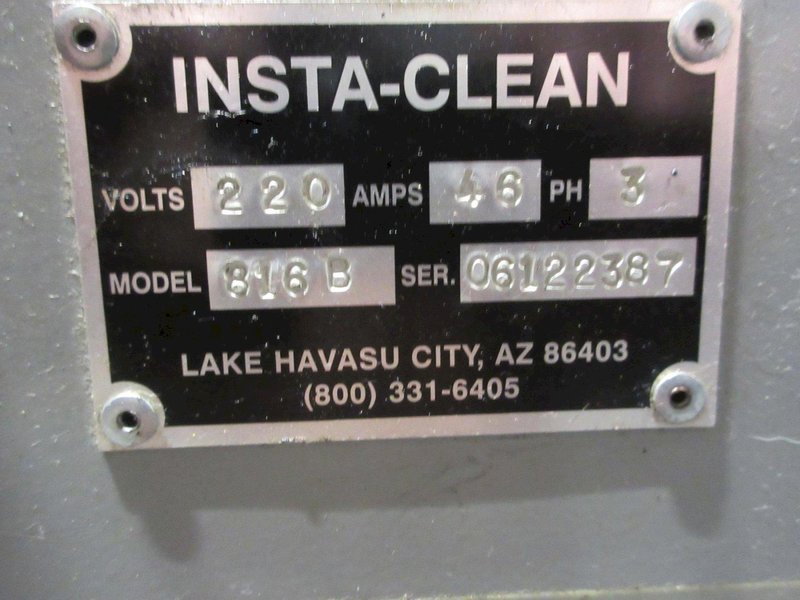 INSTA-CLEAN
VOLTS 220 AMPS 46 PH 3
MODEL 816 B SER. 06122387
LAKE HAVASU CITY, AZ 86403
(800) 331-6405